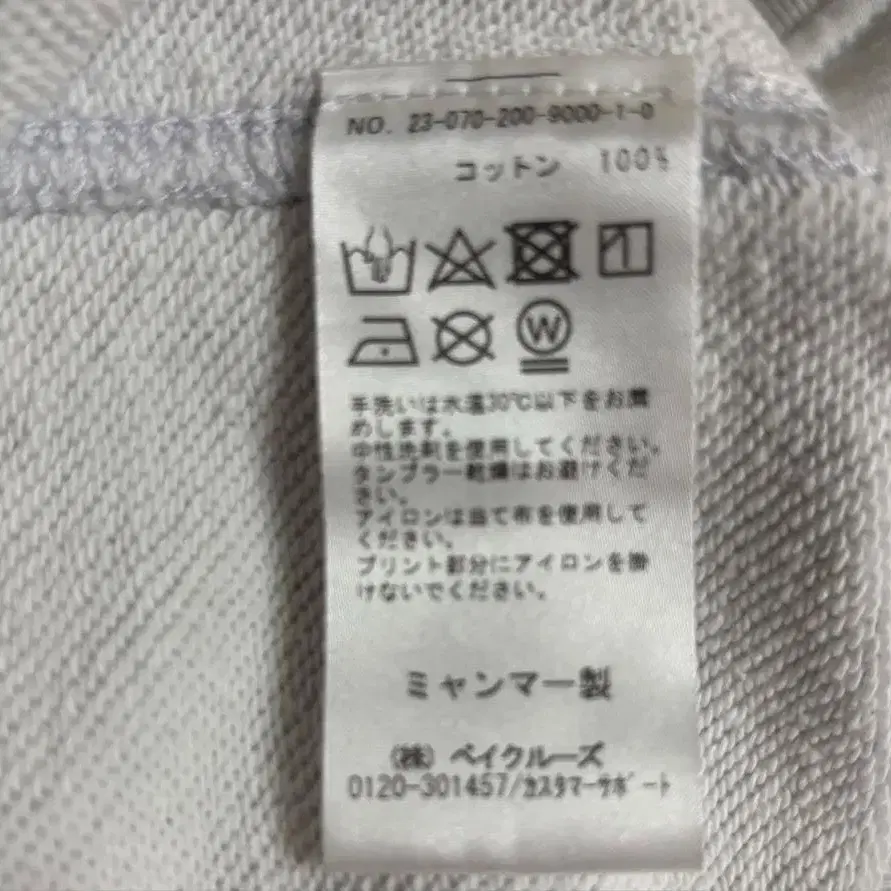 NO. 23-070-200-9000-1-0
コットン 100%
W
手洗いは水温30℃以下をお薦
めします。
中性洗剤を使用してください。
タンブラー乾燥はお避けくだ
さい。
アイロンは当て布を使用して
ください。
プリント部分にアイロンを掛
けないでください。
ミャンマー製
(株) ベイクルーズ
0120-301457/カスタマーサポート